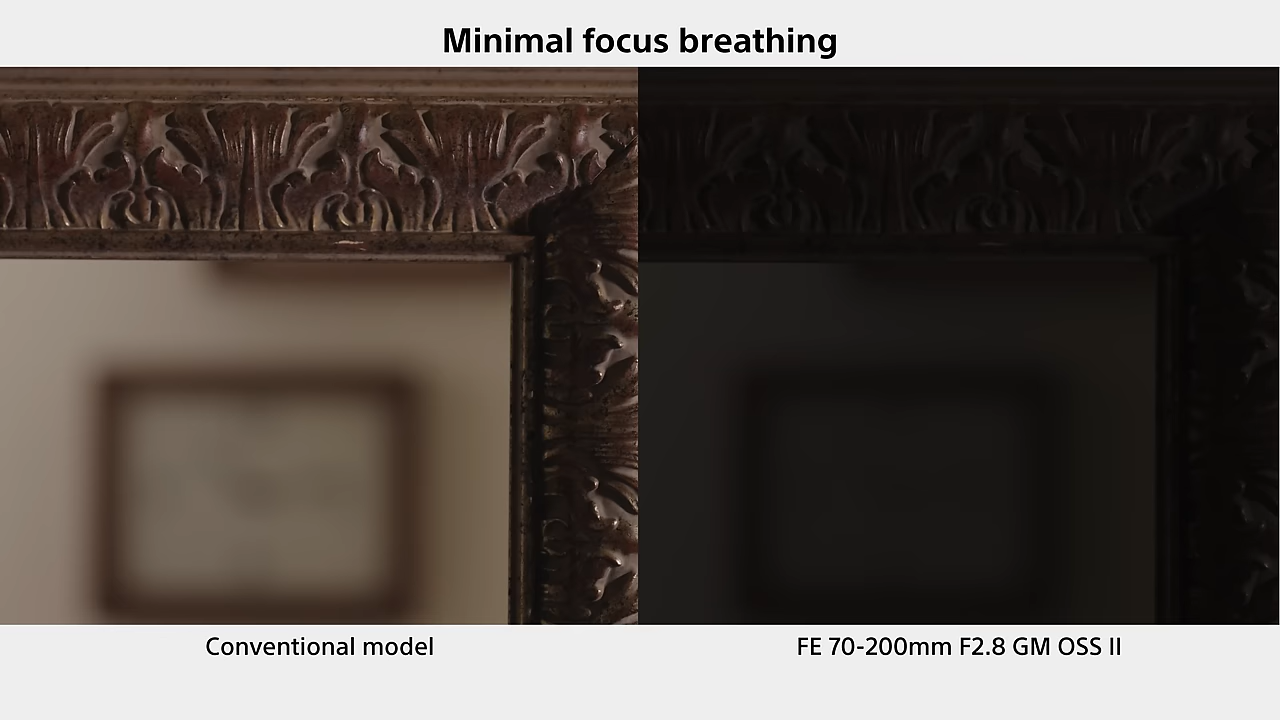 Minimal focus breathing
Conventional model
FE 70-200mm F2.8 GM OSS II